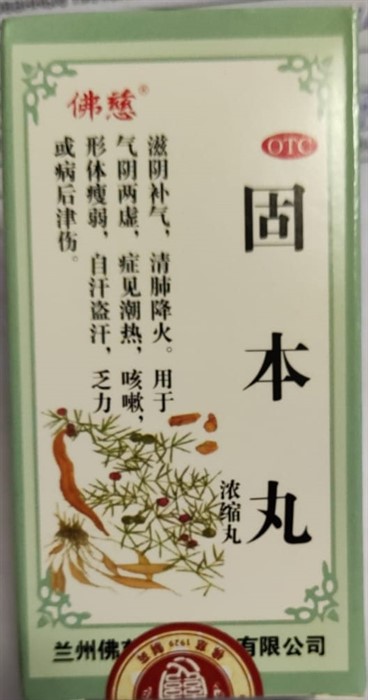 佛慈®
OTC
固本丸
浓缩丸
滋阴补气，清肺降火。用于
气阴两虚，症见潮热，咳嗽，
形体瘦弱，自汗盗汗，乏力
或病后津伤。
兰州佛
有限公司
1929